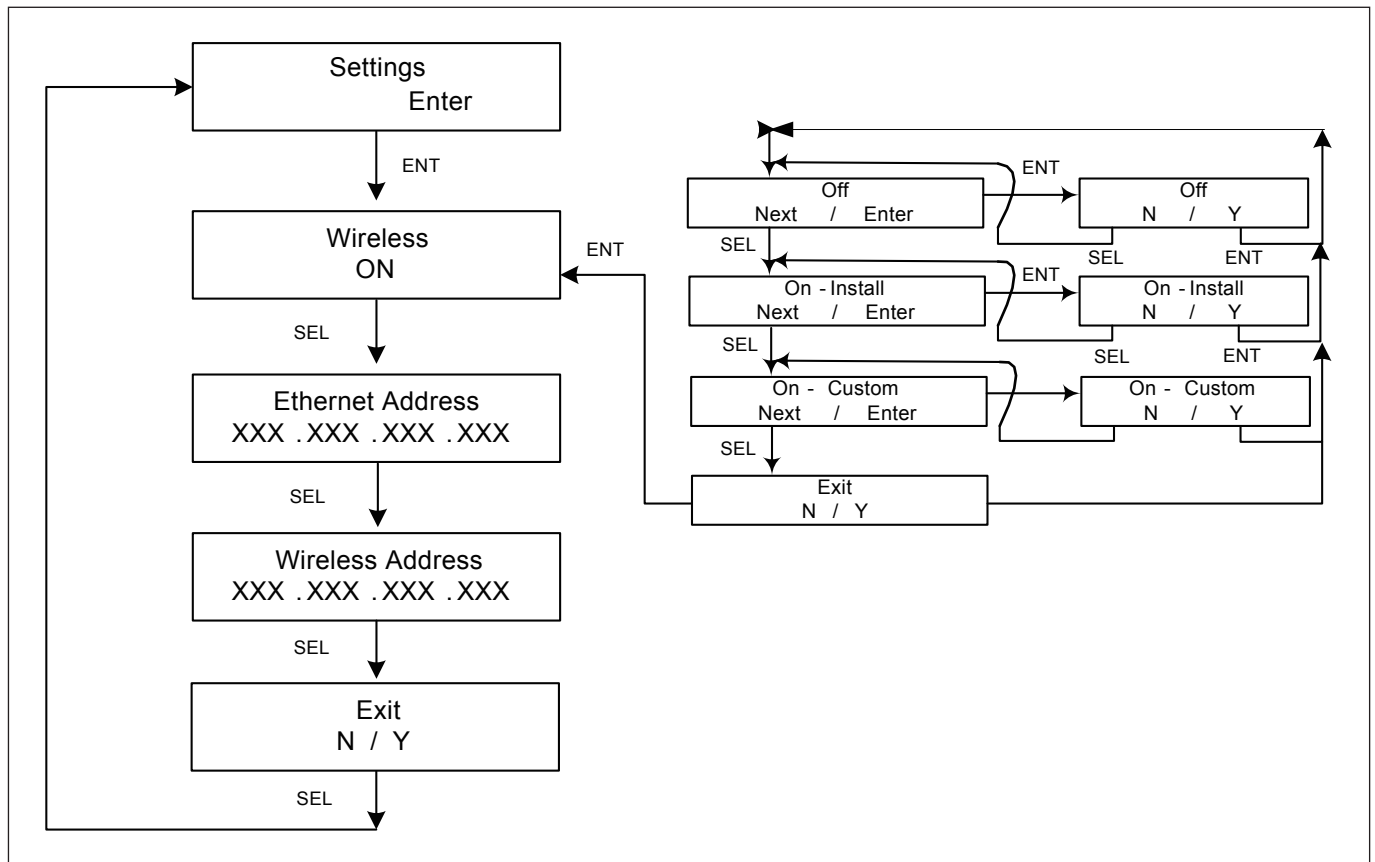 Settings
Enter
ENT
Wireless
ON
SEL
Ethernet Address
XXX . XXX . XXX . XXX
SEL
Wireless Address
XXX . XXX . XXX . XXX
SEL
Exit
N / Y
SEL
ENT
Off
Next / Enter
ENT
Off
N / Y
SEL
SEL
ENT
On - Install
Next / Enter
ENT
On - Install
N / Y
SEL
SEL
ENT
On - Custom
Next / Enter
On - Custom
N / Y
SEL
Exit
N / Y